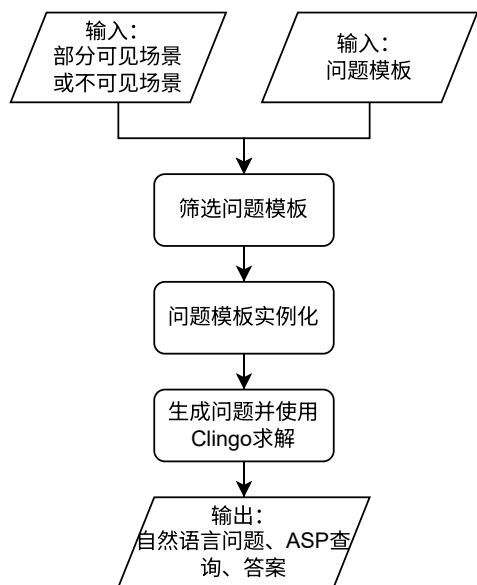 输入：
部分可见场景
或不可见场景
输入：
问题模板
筛选问题模板
问题模板实例化
生成问题并使用
Clingo求解
输出：
自然语言问题、ASP查
询、答案